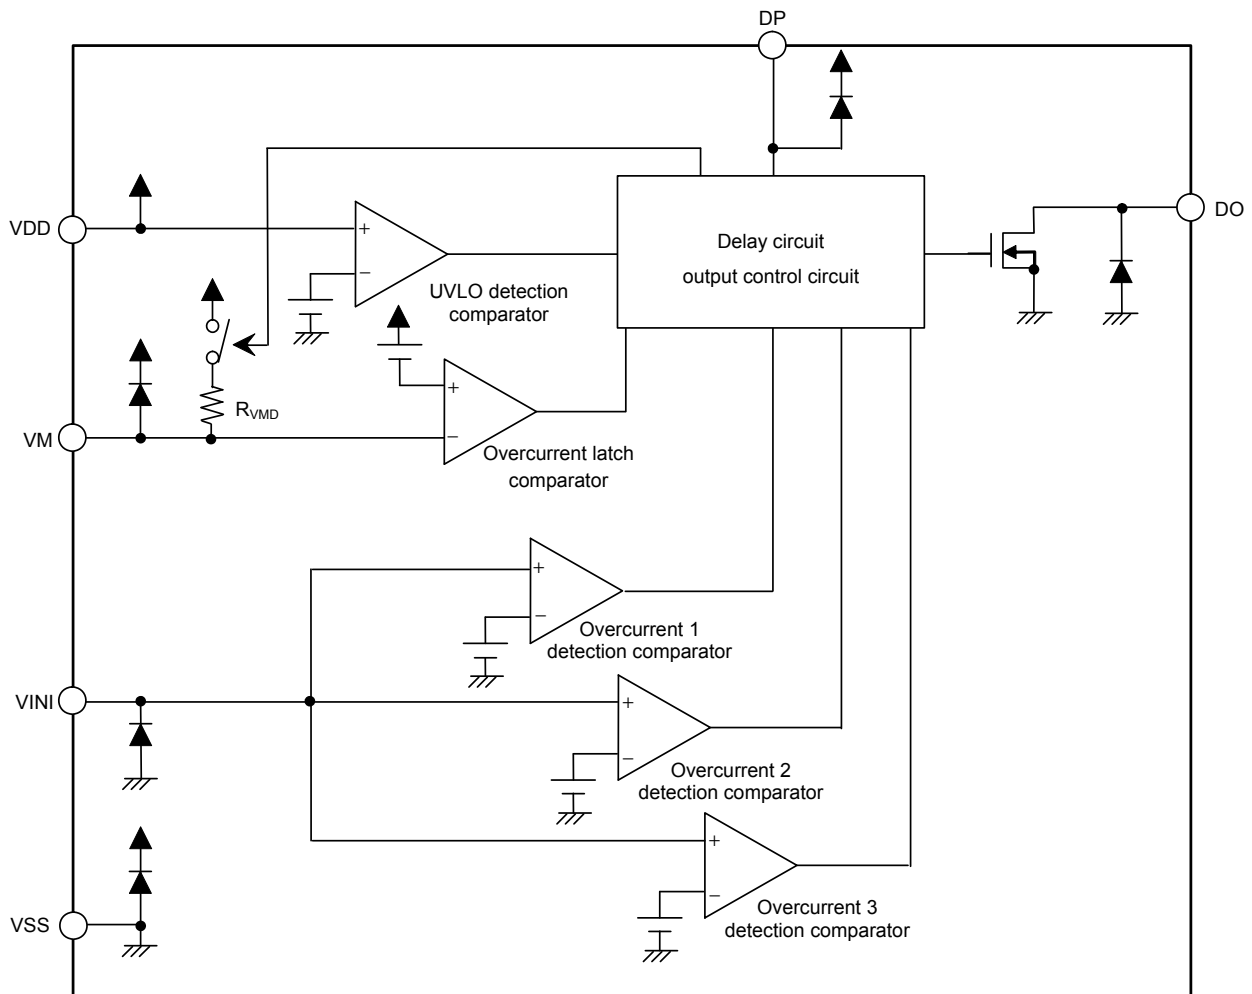 DP
VDD
+
−
UVLO detection
comparator
Delay circuit
output control circuit
DO
RVMD
VM
+
−
Overcurrent latch
comparator
+
−
Overcurrent 1
detection comparator
VINI
+
−
Overcurrent 2
detection comparator
+
−
Overcurrent 3
detection comparator
VSS